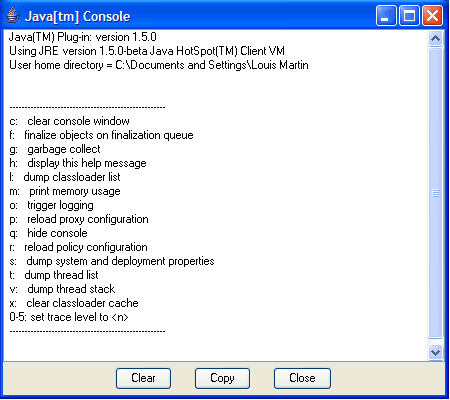 Java[tm] Console
Java(TM) Plug-in: version 1.5.0
Using JRE version 1.5.0-beta Java HotSpot(TM) Client VM
User home directory = C:\Documents and Settings\Louis Martin
----------------------------------------------------
c:   clear console window
f:   finalize objects on finalization queue
g:   garbage collect
h:   display this help message
l:   dump classloader list
m:   print memory usage
o:   trigger logging
p:   reload proxy configuration
q:   hide console
r:   reload policy configuration
s:   dump system and deployment properties
t:   dump thread list
v:   dump thread stack
x:   clear classloader cache
0-5: set trace level to <n>
----------------------------------------------------
Clear Copy Close